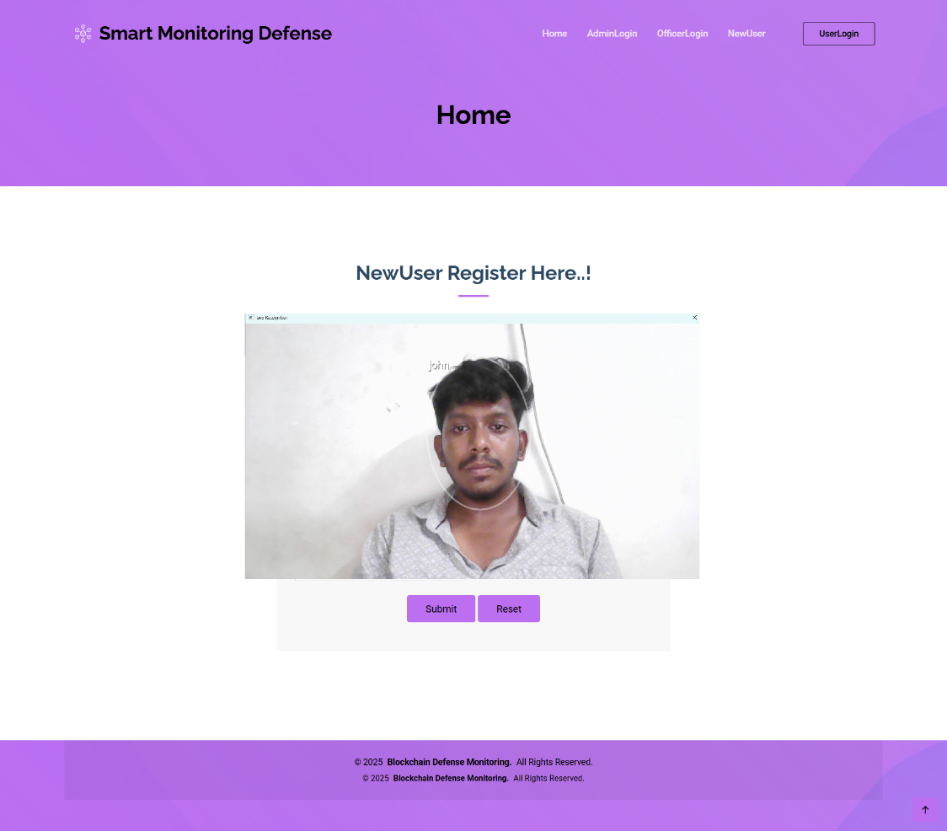 Smart Monitoring Defense
Home AdminLogin OfficerLogin NewUser UserLogin
Home
NewUser Register Here..!
john
Submit Reset
© 2025 Blockchain Defense Monitoring. All Rights Reserved.
© 2025 Blockchain Defense Monitoring. All Rights Reserved.